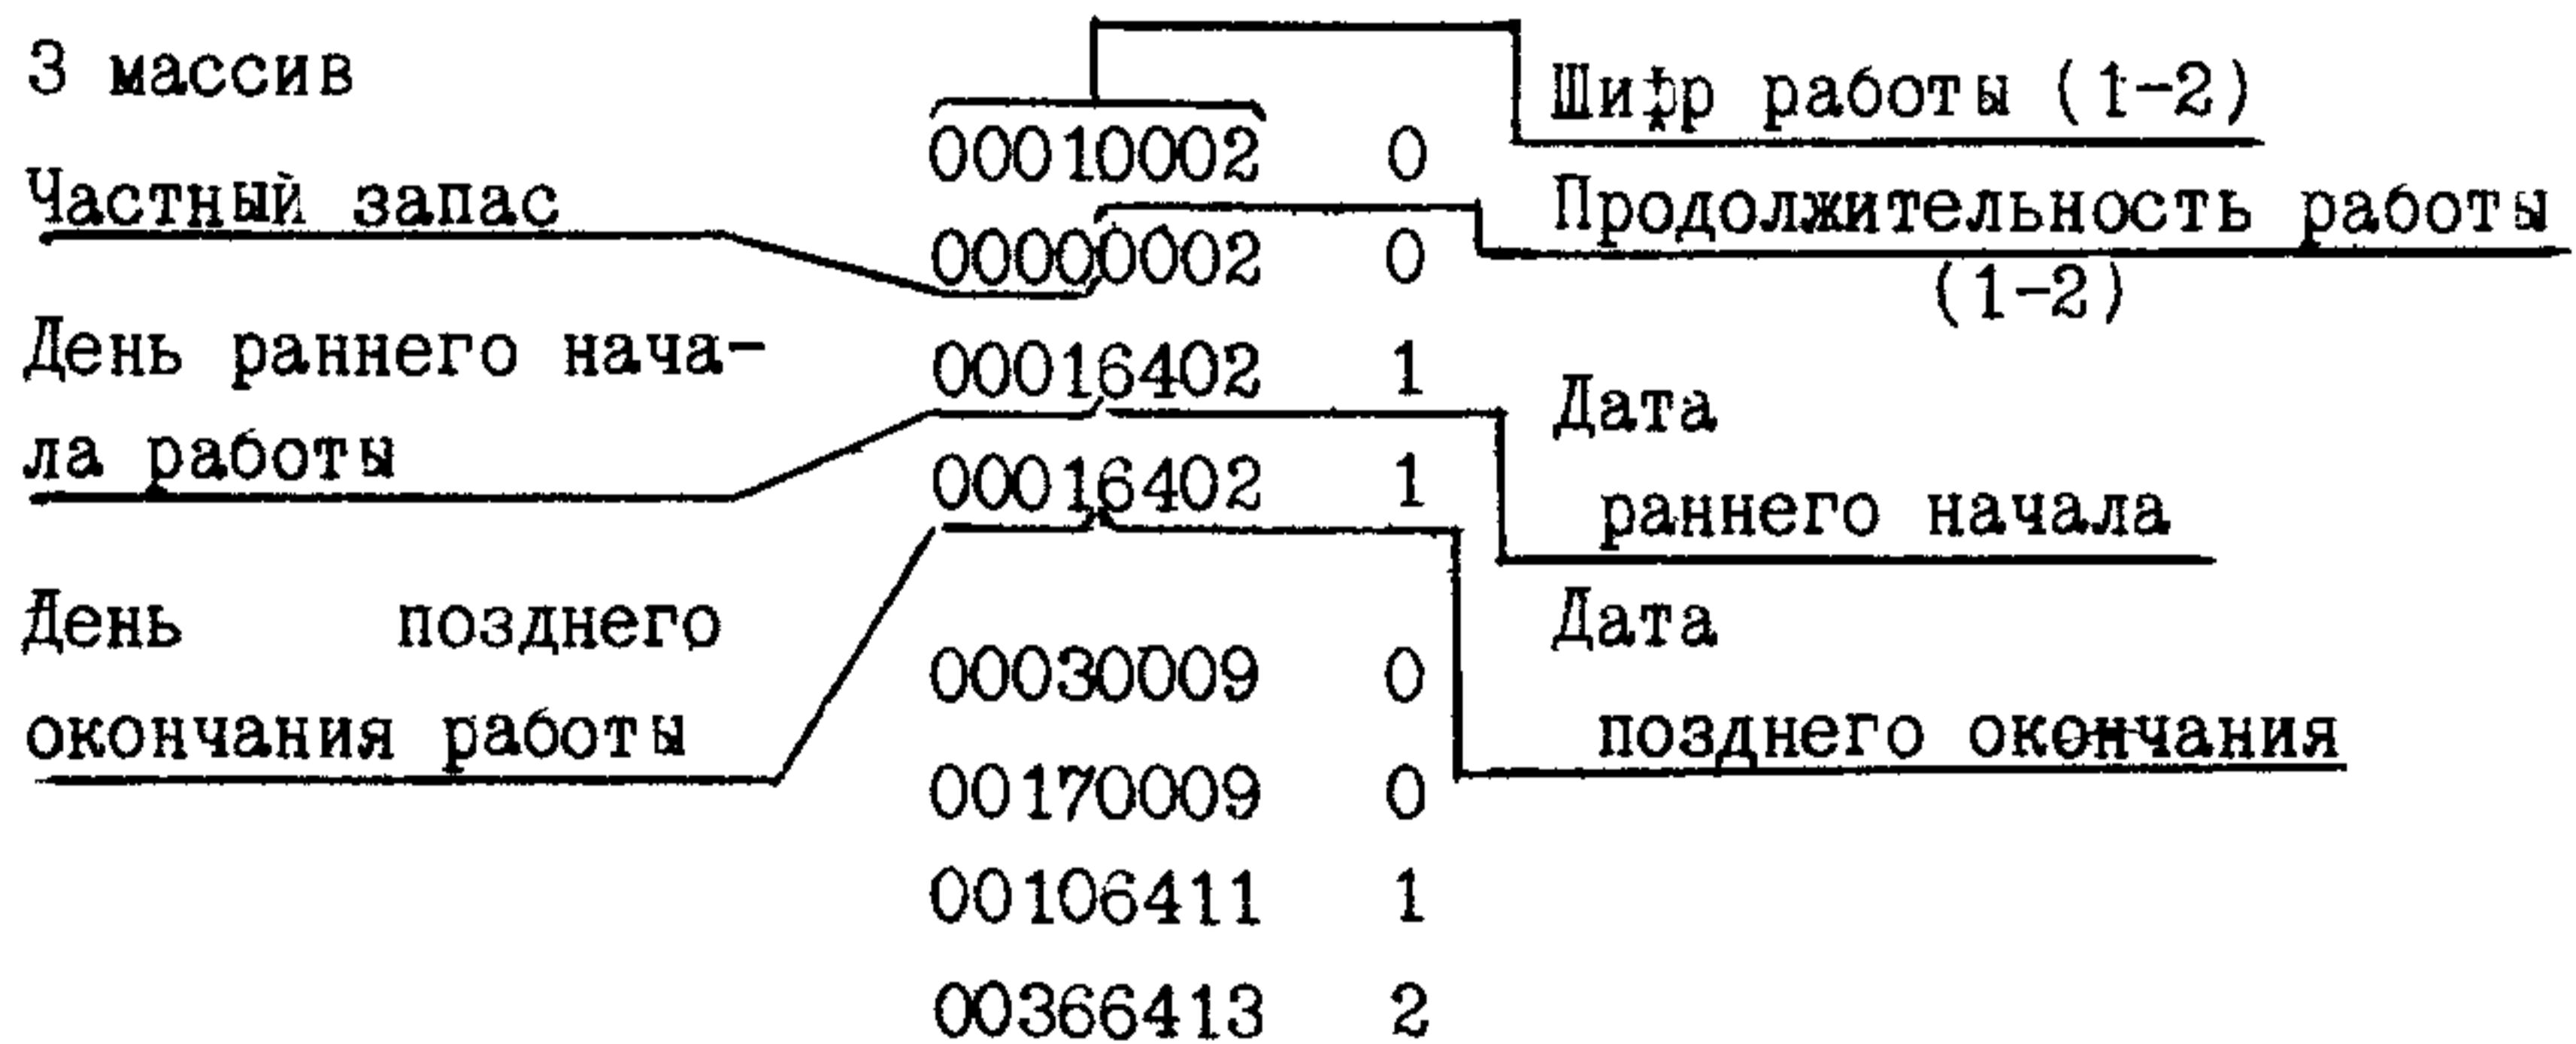 3 массив
Шифр работы (1-2)
00010002 0
Частный запас
Продолжительность работы
00000002 0
(1-2)
День раннего нача-
00016402 1
Дата
ла работы
00016402 1
раннего начала
День позднего
Дата
00030009 0
окончания работы
позднего окончания
00170009 0
00106411 1
00366413 2